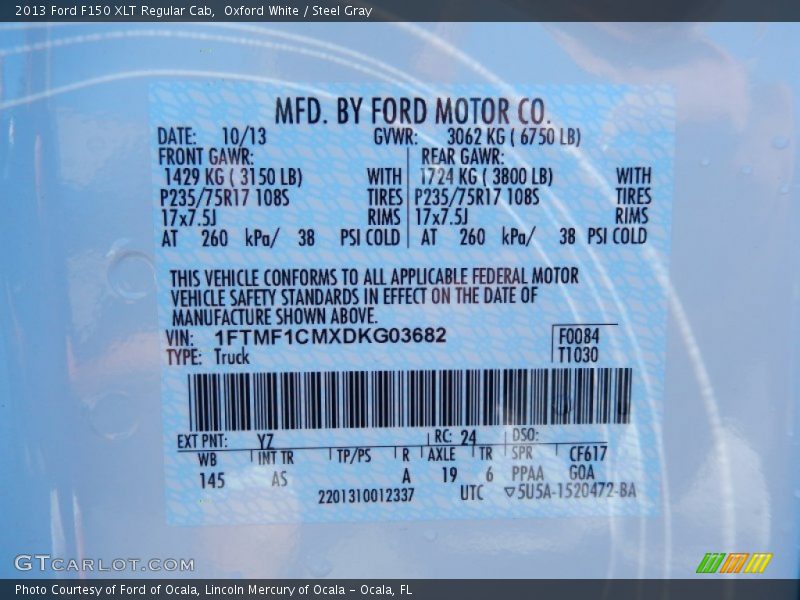 2013 Ford F150 XLT Regular Cab,  Oxford White / Steel Gray
MFD. BY FORD MOTOR CO.
DATE: 10/13 GVWR: 3062 KG ( 6750 LB)
FRONT GAWR: REAR GAWR:
1429 KG ( 3150 LB) WITH 1724 KG ( 3800 LB) WITH
P235/75R17 108S TIRES P235/75R17 108S TIRES
17x7.5J RIMS 17x7.5J RIMS
AT 260 kPa/ 38 PSI COLD AT 260 kPa/ 38 PSI COLD
THIS VEHICLE CONFORMS TO ALL APPLICABLE FEDERAL MOTOR
VEHICLE SAFETY STANDARDS IN EFFECT ON THE DATE OF
MANUFACTURE SHOWN ABOVE.
VIN: 1FTMF1CMXDKG03682 F0084
TYPE: Truck T1030
EXT PNT: YZ RC: 24 DSO:
WB INT TR TP/PS R AXLE TR SPR CF617
145 AS A 19 6 PPAA GOA
2201310012337 UTC ▽5U5A-1520472-BA
GTCARLOT.COM
Photo Courtesy of Ford of Ocala, Lincoln Mercury of Ocala - Ocala, FL